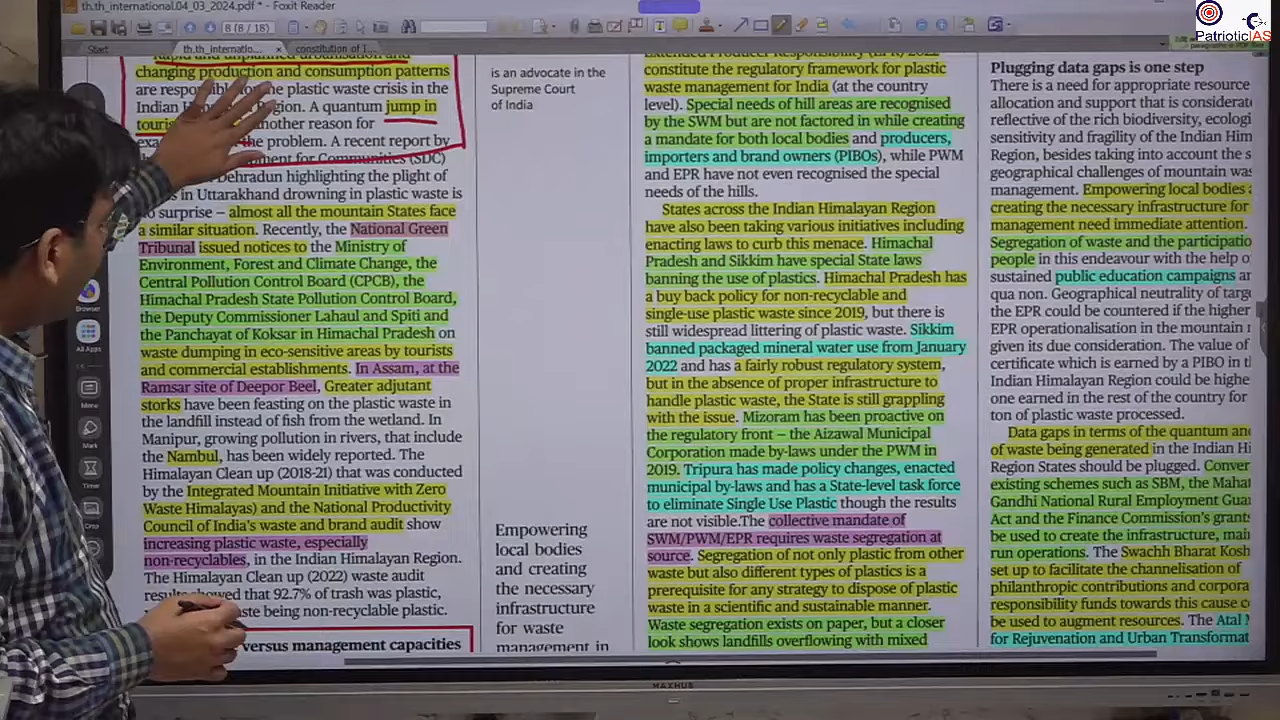 th.th_international.04_03_2024.pdf * - Foxit Reader
8 (8 / 18)
Start
th.th_internatio...
constitution of I...
PatrioticIAS
Rapid and unplanned urbanisation and
changing production and consumption patterns
are the plastic waste crisis in the
Indian Region. A quantum jump in
another reason for
the problem. A recent report by
for Communities (SDC)
Dehradun highlighting the plight of
in Uttarakhand drowning in plastic waste is
surprise – almost all the mountain States face
a similar situation. Recently, the National Green
Tribunal issued notices to the Ministry of
Environment, Forest and Climate Change, the
Central Pollution Control Board (CPCB), the
Himachal Pradesh State Pollution Control Board,
the Deputy Commissioner Lahaul and Spiti and
the Panchayat of Koksar in Himachal Pradesh on
waste dumping in eco-sensitive areas by tourists
and commercial establishments. In Assam, at the
Ramsar site of Deepor Beel, Greater adjutant
storks have been feasting on the plastic waste in
the landfill instead of fish from the wetland. In
Manipur, growing pollution in rivers, that include
the Nambul, has been widely reported. The
Himalayan Clean up (2018-21) that was conducted
by the Integrated Mountain Initiative with Zero
Waste Himalayas) and the National Productivity
Council of India's waste and brand audit show
increasing plastic waste, especially
non-recyclables, in the Indian Himalayan Region.
The Himalayan Clean up (2022) waste audit
results showed that 92.7% of trash was plastic,
waste being non-recyclable plastic.
versus management capacities
is an advocate in the
Supreme Court
of India
Empowering
local bodies
and creating
the necessary
infrastructure
for waste
management in
constitute the regulatory framework for plastic
waste management for India (at the country
level). Special needs of hill areas are recognised
by the SWM but are not factored in while creating
a mandate for both local bodies and producers,
importers and brand owners (PIBOs), while PWM
and EPR have not even recognised the special
needs of the hills.
States across the Indian Himalayan Region
have also been taking various initiatives including
enacting laws to curb this menace. Himachal
Pradesh and Sikkim have special State laws
banning the use of plastics. Himachal Pradesh has
a buy back policy for non-recyclable and
single-use plastic waste since 2019, but there is
still widespread littering of plastic waste. Sikkim
banned packaged mineral water use from January
2022 and has a fairly robust regulatory system,
but in the absence of proper infrastructure to
handle plastic waste, the State is still grappling
with the issue. Mizoram has been proactive on
the regulatory front – the Aizawal Municipal
Corporation made by-laws under the PWM in
2019. Tripura has made policy changes, enacted
municipal by-laws and has a State-level task force
to eliminate Single Use Plastic though the results
are not visible.The collective mandate of
SWM/PWM/EPR requires waste segregation at
source. Segregation of not only plastic from other
waste but also different types of plastics is a
prerequisite for any strategy to dispose of plastic
waste in a scientific and sustainable manner.
Waste segregation exists on paper, but a closer
look shows landfills overflowing with mixed
Plugging data gaps is one step
There is a need for appropriate resource
allocation and support that is considerat
reflective of the rich biodiversity, ecologi
sensitivity and fragility of the Indian Him
Region, besides taking into account the s
geographical challenges of mountain was
management. Empowering local bodies a
creating the necessary infrastructure for
management need immediate attention.
Segregation of waste and the participatio
people in this endeavour with the help o
sustained public education campaigns ar
qua non. Geographical neutrality of targe
the EPR could be countered if the higher
EPR operationalisation in the mountain r
given its due consideration. The value of
certificate which is earned by a PIBO in th
Indian Himalayan Region could be highe
one earned in the rest of the country for
ton of plastic waste processed.
Data gaps in terms of the quantum and
of waste being generated in the Indian Hi
Region States should be plugged. Conver
existing schemes such as SBM, the Mahat
Gandhi National Rural Employment Guar
Act and the Finance Commission's grants
be used to create the infrastructure, main
run operations. The Swachh Bharat Kosh
set up to facilitate the channelisation of
philanthropic contributions and corpora
responsibility funds towards this cause co
be used to augment resources. The Atal M
for Rejuvenation and Urban Transformat
Browser
All Apps
Menu
Mark
MAXHUB